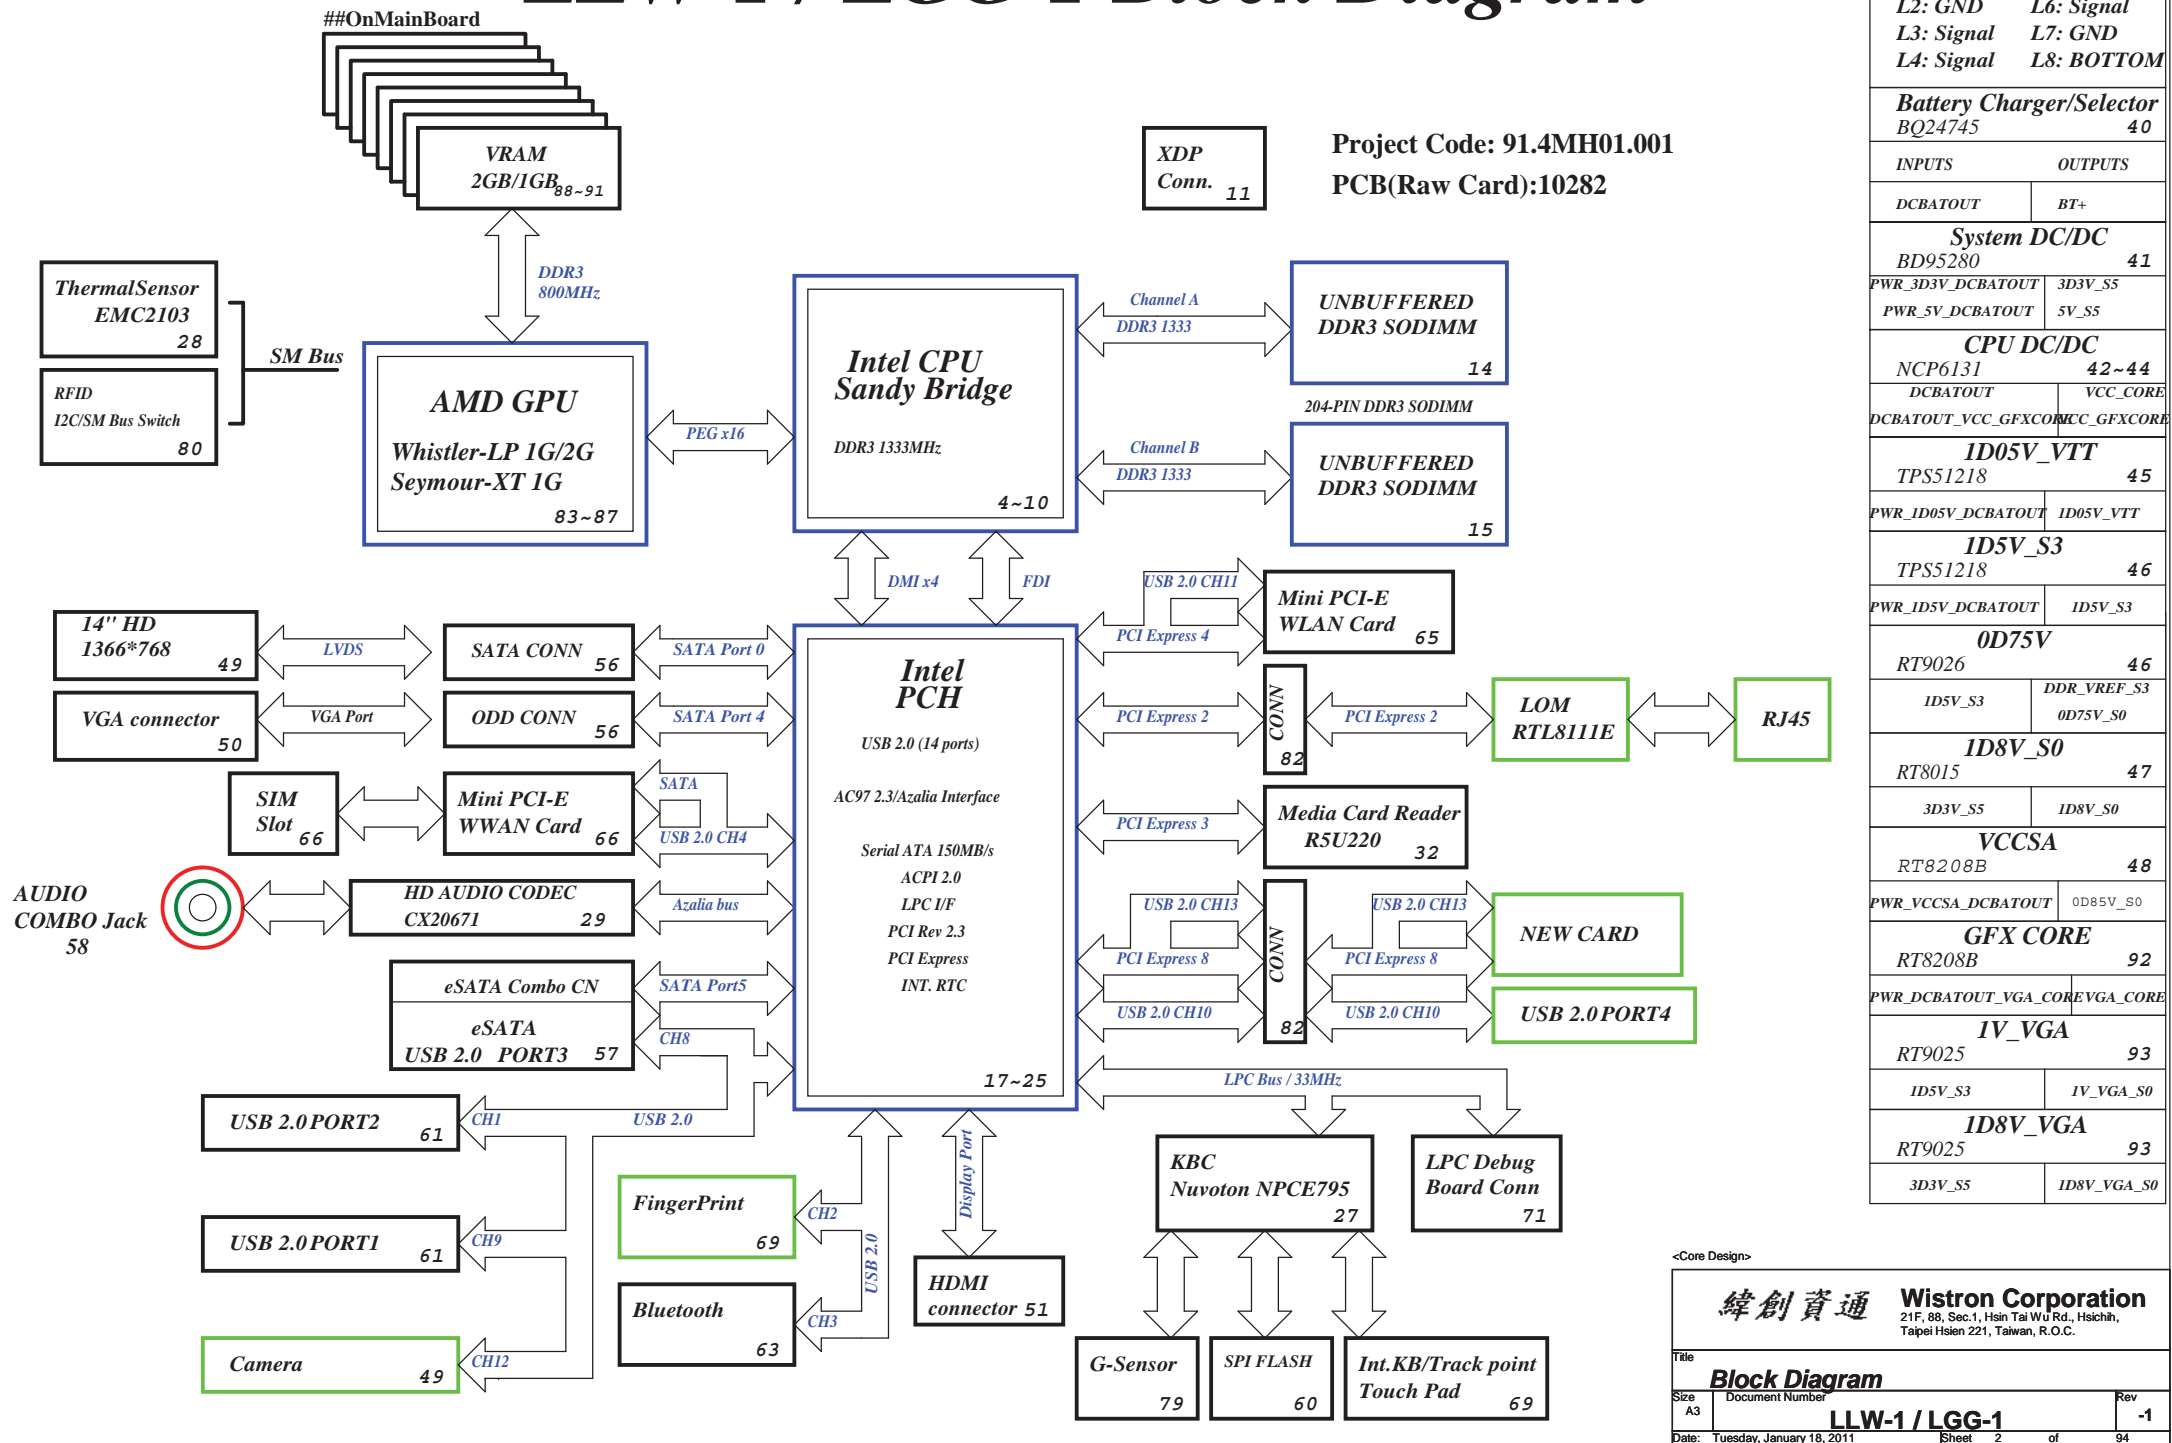 LLW-1 / LGG-1 Block Diagram
##OnMainBoard
VRAM
2GB/1GB
88~91
DDR3
800MHz
XDP
Conn.
11
Project Code: 91.4MH01.001
PCB(Raw Card):10282
ThermalSensor
EMC2103
28
RFID
I2C/SM Bus Switch
80
SM Bus
AMD GPU
Whistler-LP 1G/2G
Seymour-XT 1G
83~87
PEG x16
Intel CPU
Sandy Bridge
DDR3 1333MHz
4~10
Channel A
DDR3 1333
UNBUFFERED
DDR3 SODIMM
14
204-PIN DDR3 SODIMM
Channel B
DDR3 1333
UNBUFFERED
DDR3 SODIMM
15
DMI x4
FDI
14'' HD
1366*768
49
LVDS
SATA CONN
56
SATA Port 0
VGA connector
50
VGA Port
ODD CONN
56
SATA Port 4
SIM
Slot
66
Mini PCI-E
WWAN Card
66
SATA
USB 2.0 CH4
AUDIO
COMBO Jack
58
HD AUDIO CODEC
CX20671
29
Azalia bus
eSATA Combo CN
eSATA
USB 2.0 PORT3
57
SATA Port5
CH8
USB 2.0 PORT2
61
CH1
USB 2.0
USB 2.0 PORT1
61
CH9
Camera
49
CH12
Intel
PCH
USB 2.0 (14 ports)
AC97 2.3/Azalia Interface
Serial ATA 150MB/s
ACPI 2.0
LPC I/F
PCI Rev 2.3
PCI Express
INT. RTC
17~25
USB 2.0 CH11
PCI Express 4
Mini PCI-E
WLAN Card
65
PCI Express 2
CONN
82
PCI Express 2
LOM
RTL8111E
RJ45
PCI Express 3
Media Card Reader
R5U220
32
USB 2.0 CH13
PCI Express 8
USB 2.0 CH10
CONN
82
USB 2.0 CH13
PCI Express 8
USB 2.0 CH10
NEW CARD
USB 2.0 PORT4
LPC Bus / 33MHz
FingerPrint
69
CH2
USB 2.0
Bluetooth
63
CH3
Display Port
HDMI
connector
51
KBC
Nuvoton NPCE795
27
LPC Debug
Board Conn
71
G-Sensor
79
SPI FLASH
60
Int.KB/Track point
Touch Pad
69
L2: GND L6: Signal
L3: Signal L7: GND
L4: Signal L8: BOTTOM
Battery Charger/Selector
BQ24745 40
INPUTS OUTPUTS
DCBATOUT BT+
System DC/DC
BD95280 41
PWR_3D3V_DCBATOUT 3D3V_S5
PWR_5V_DCBATOUT 5V_S5
CPU DC/DC
NCP6131 42~44
DCBATOUT VCC_CORE
DCBATOUT_VCC_GFXCORE VCC_GFXCORE
1D05V_VTT
TPS51218 45
PWR_1D05V_DCBATOUT 1D05V_VTT
1D5V_S3
TPS51218 46
PWR_1D5V_DCBATOUT 1D5V_S3
0D75V
RT9026 46
1D5V_S3 DDR_VREF_S3
0D75V_S0
1D8V_S0
RT8015 47
3D3V_S5 1D8V_S0
VCCSA
RT8208B 48
PWR_VCCSA_DCBATOUT 0D85V_S0
GFX CORE
RT8208B 92
PWR_DCBATOUT_VGA_CORE VGA_CORE
1V_VGA
RT9025 93
1D5V_S3 1V_VGA_S0
1D8V_VGA
RT9025 93
3D3V_S5 1D8V_VGA_S0
<Core Design>
緯創資通 Wistron Corporation
21F, 88, Sec.1, Hsin Tai Wu Rd., Hsichih,
Taipei Hsien 221, Taiwan, R.O.C.
Title
Block Diagram
Size Document Number Rev
A3 LLW-1 / LGG-1 -1
Date: Tuesday, January 18, 2011 Sheet 2 of 94